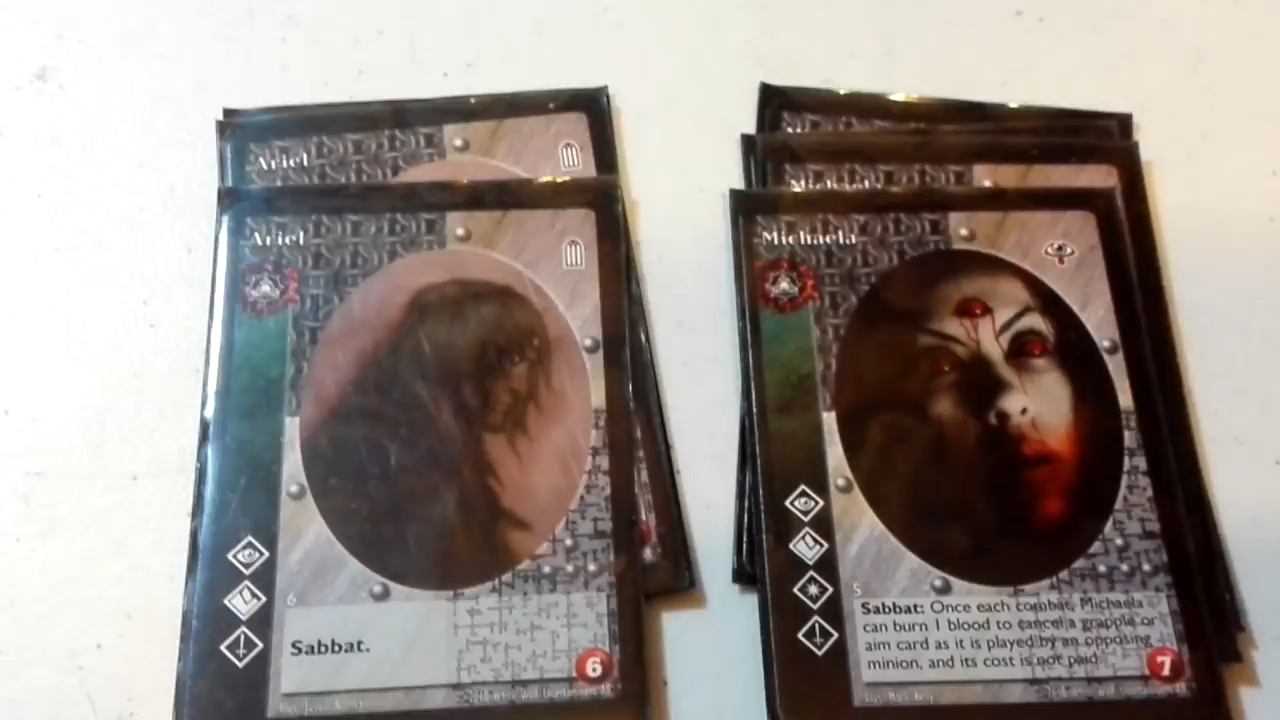 Ariel
Ariel
6
Sabbat.
6
Michaela
Michaela
5
Sabbat: Once each combat, Michaela
can burn 1 blood to cancel a grapple or
aim card as it is played by an opposing
minion, and its cost is not paid.
7